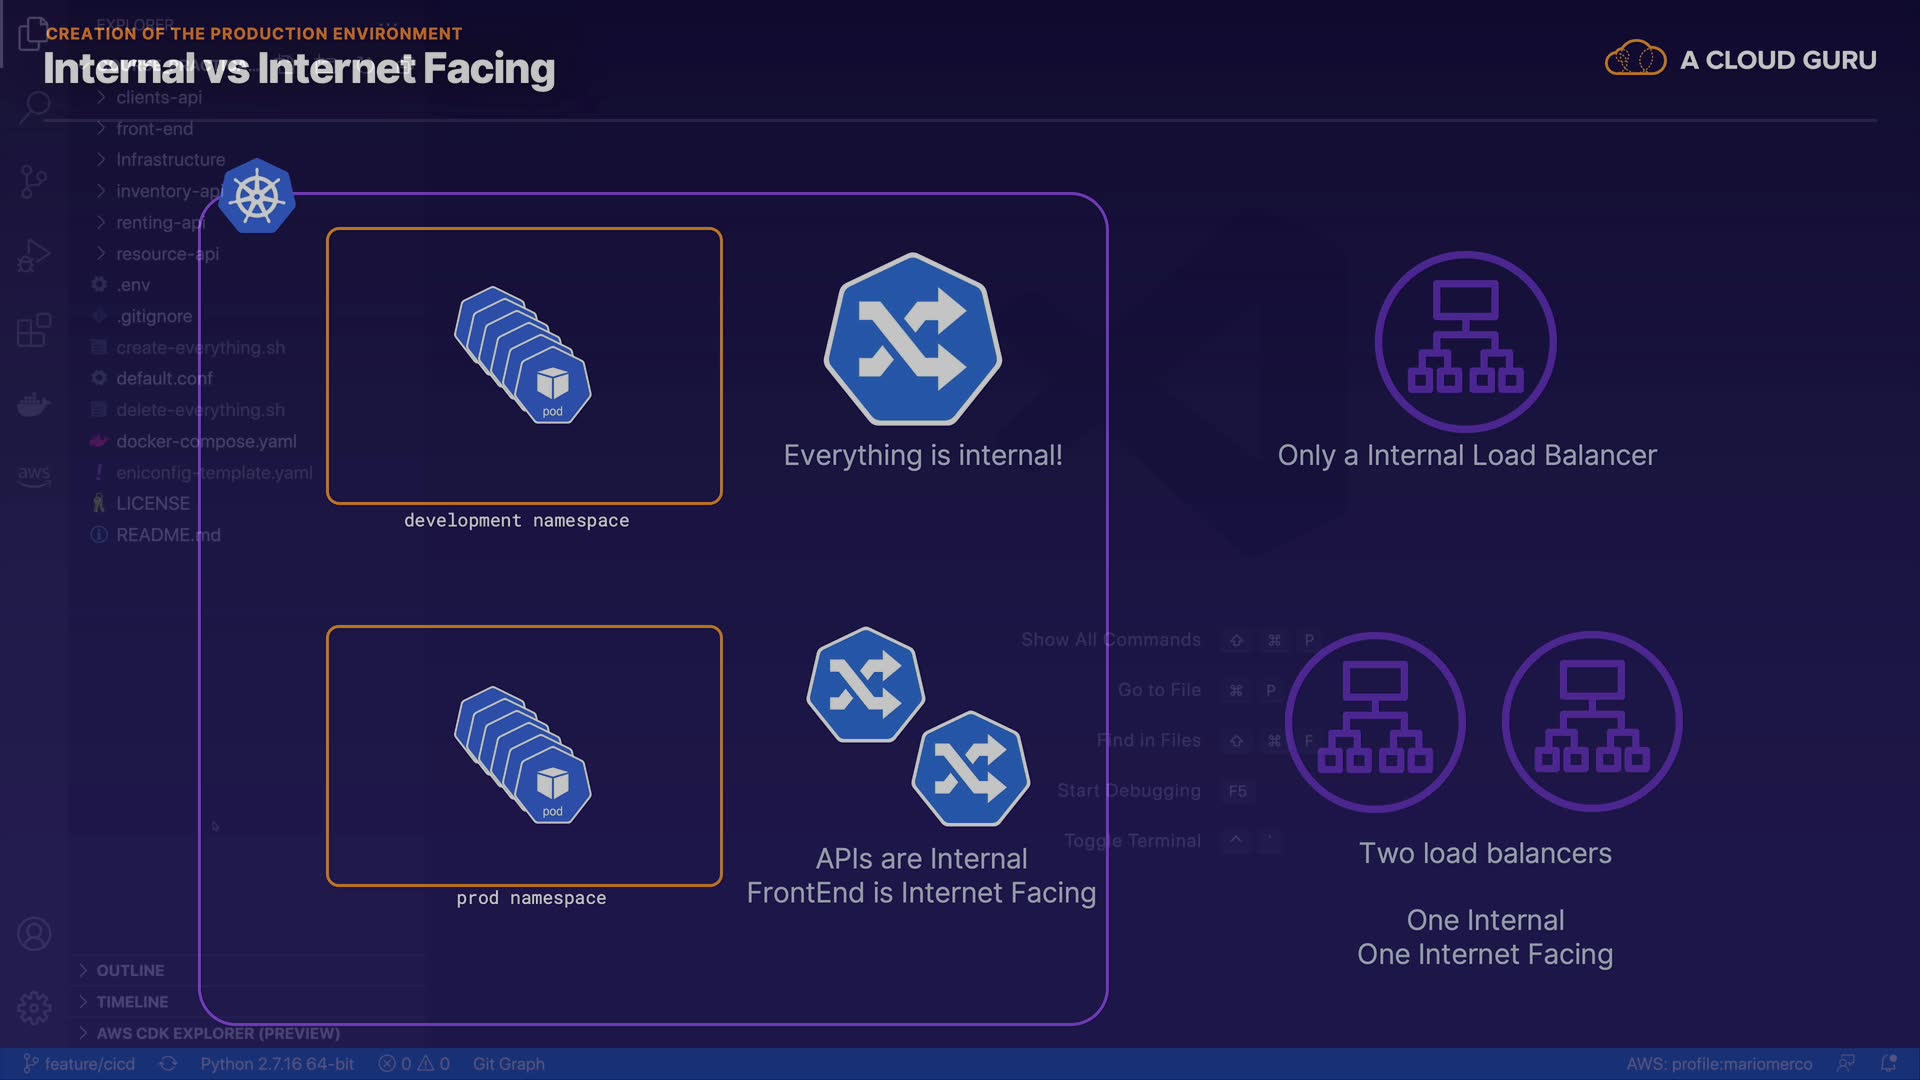 EXPLORER
CREATION OF THE PRODUCTION ENVIRONMENT
Internal vs Internet Facing
A CLOUD GURU
clients-api
front-end
Infrastructure
inventory-api
renting-api
resource-api
.env
.gitignore
create-everything.sh
default.conf
delete-everything.sh
docker-compose.yaml
eniconfig-template.yaml
LICENSE
README.md
aws
pod
development namespace
Everything is internal!
Only a Internal Load Balancer
pod
prod namespace
APIs are Internal
FrontEnd is Internet Facing
Show All Commands ⇧ ⌘ P
Go to File ⌘ P
Find in Files ⇧ ⌘ F
Start Debugging F5
Toggle Terminal ^ `
Two load balancers
One Internal
One Internet Facing
OUTLINE
TIMELINE
AWS CDK EXPLORER (PREVIEW)
feature/cicd Python 2.7.16 64-bit 0 0 Git Graph AWS: profile:mariomerco